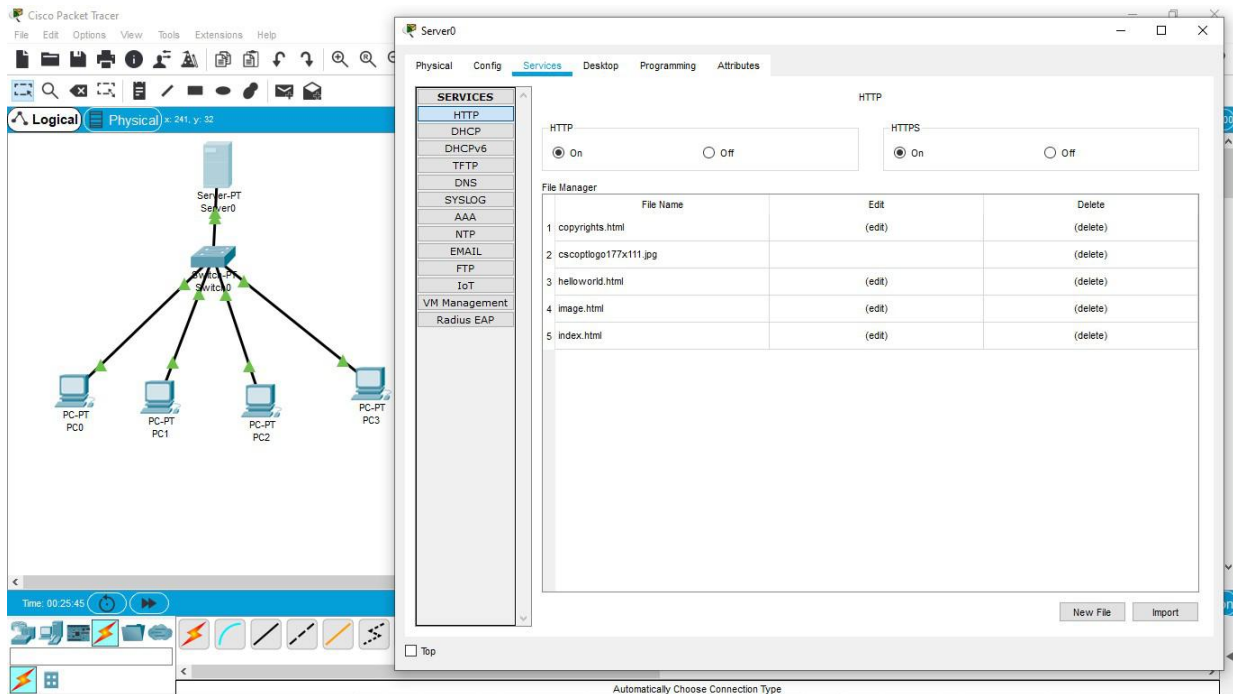 Cisco Packet Tracer
File Edit Options View Tools Extensions Help
Logical Physical x: 241, y: 32
Server-PT
Server0
Switch-PT
Switch0
PC-PT
PC0
PC-PT
PC1
PC-PT
PC2
PC-PT
PC3
Time: 00:25:45
Automatically Choose Connection Type
Server0
Physical Config Services Desktop Programming Attributes
SERVICES
HTTP
DHCP
DHCPv6
TFTP
DNS
SYSLOG
AAA
NTP
EMAIL
FTP
IoT
VM Management
Radius EAP
HTTP
HTTP
On Off
HTTPS
On Off
File Manager
File Name Edit Delete
1 copyrights.html (edit) (delete)
2 cscoptlogo177x111.jpg (delete)
3 helloworld.html (edit) (delete)
4 image.html (edit) (delete)
5 index.html (edit) (delete)
New File Import
Top